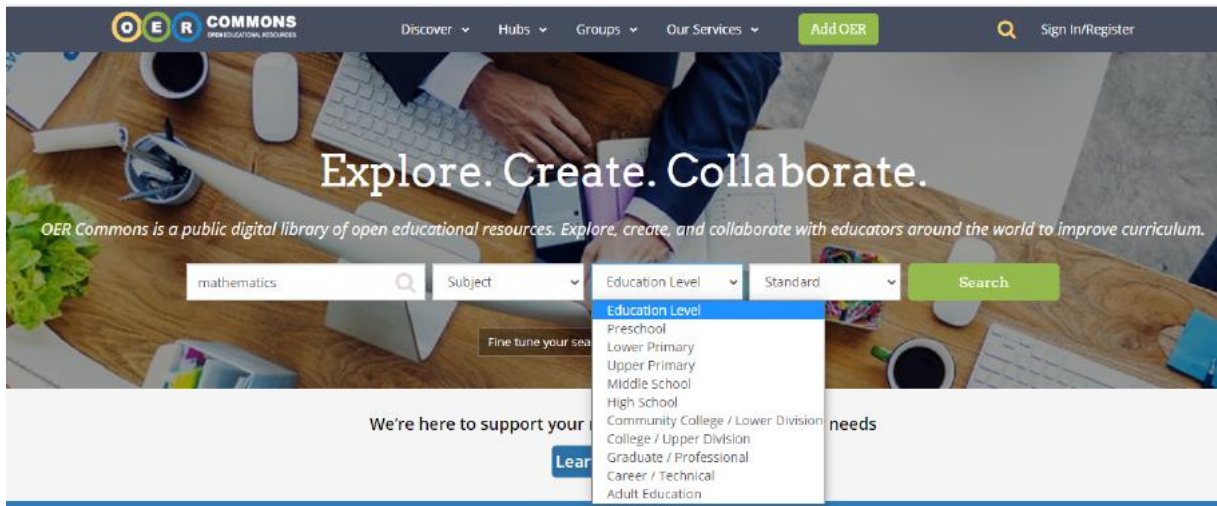 OER COMMONS
OPEN EDUCATIONAL RESOURCES
Discover
Hubs
Groups
Our Services
Add OER
Sign In/Register
Explore. Create. Collaborate.
OER Commons is a public digital library of open educational resources. Explore, create, and collaborate with educators around the world to improve curriculum.
mathematics
Subject
Education Level
Standard
Search
Education Level
Preschool
Lower Primary
Upper Primary
Middle School
High School
Community College / Lower Division
College / Upper Division
Graduate / Professional
Career / Technical
Adult Education
Fine tune your
We're here to support your needs